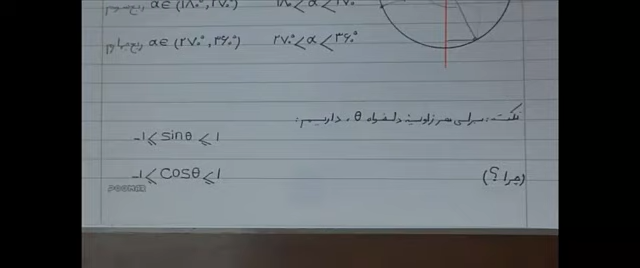 ربع سوم α∈(۱۸۰°,۲۷۰°) ۱۸۰<α<۲۷۰
ربع چهارم α∈(۲۷۰°,۳۶۰°) ۲۷۰°<α<۳۶۰°
نکته: برای هر زاویه دلخواه θ، داریم:
-۱⩽sinθ⩽۱
-۱⩽cosθ⩽۱
(چرا؟)